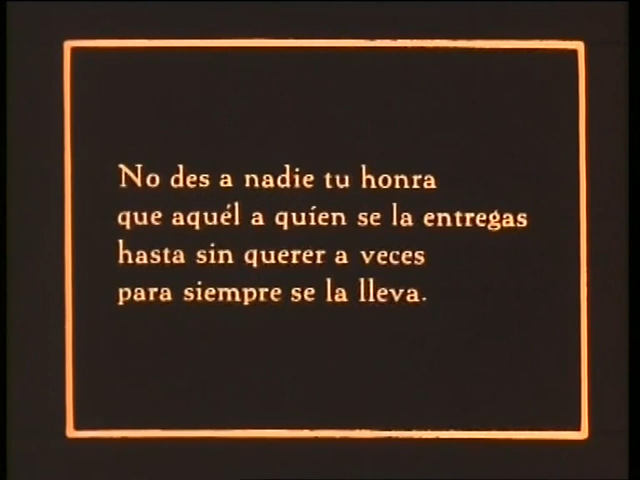 No des a nadie tu honra
que aquél a quíen se la entregas
hasta sin querer a veces
para siempre se la lleva.